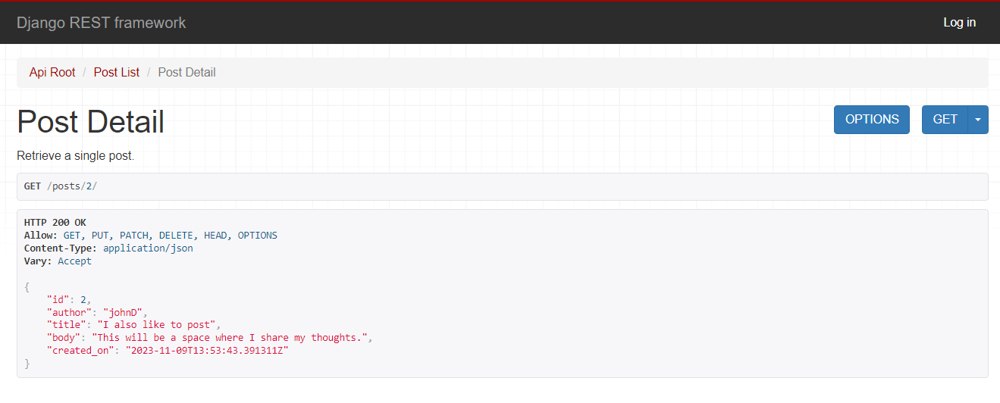 Django REST framework Log in
Api Root / Post List / Post Detail
Post Detail OPTIONS GET
Retrieve a single post.
GET /posts/2/
HTTP 200 OK
Allow: GET, PUT, PATCH, DELETE, HEAD, OPTIONS
Content-Type: application/json
Vary: Accept
{
    "id": 2,
    "author": "johnD",
    "title": "I also like to post",
    "body": "This will be a space where I share my thoughts.",
    "created_on": "2023-11-09T13:53:43.391311Z"
}